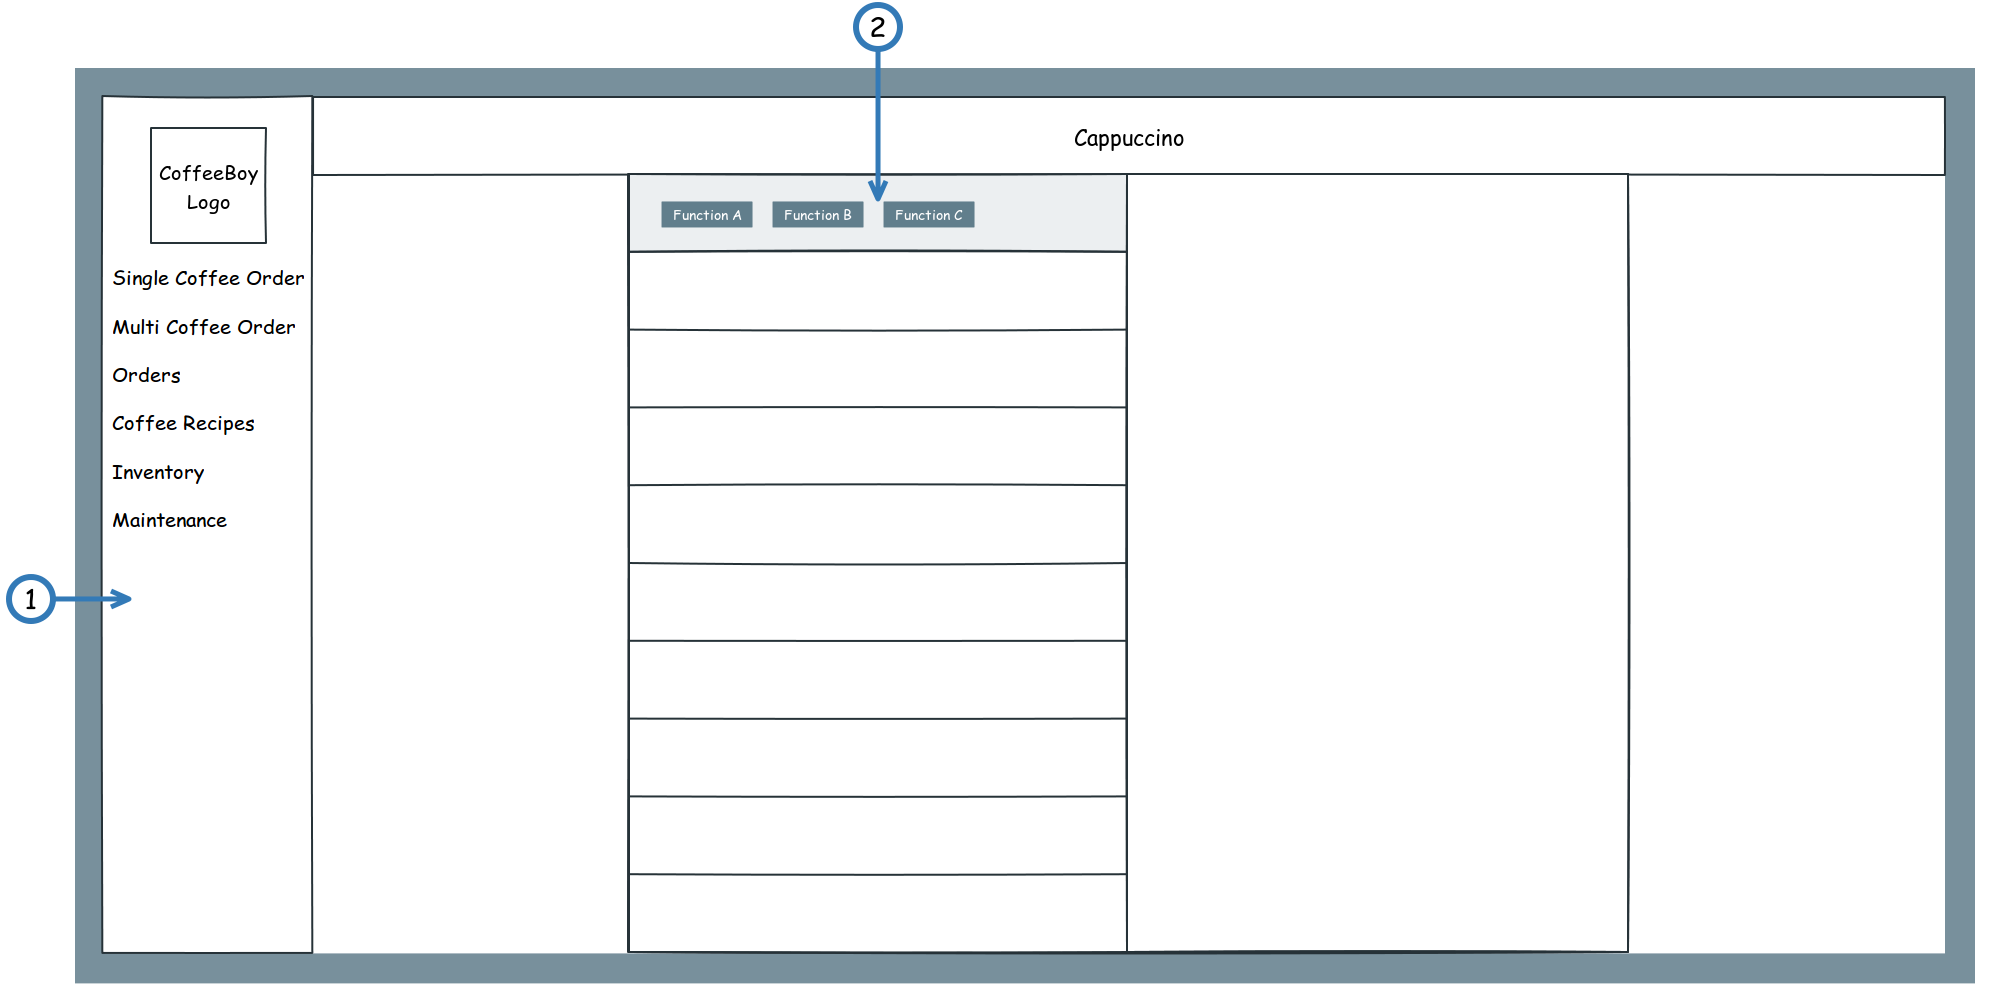 2
Cappuccino
CoffeeBoy
Logo
Function A
Function B
Function C
Single Coffee Order
Multi Coffee Order
Orders
Coffee Recipes
Inventory
Maintenance
1